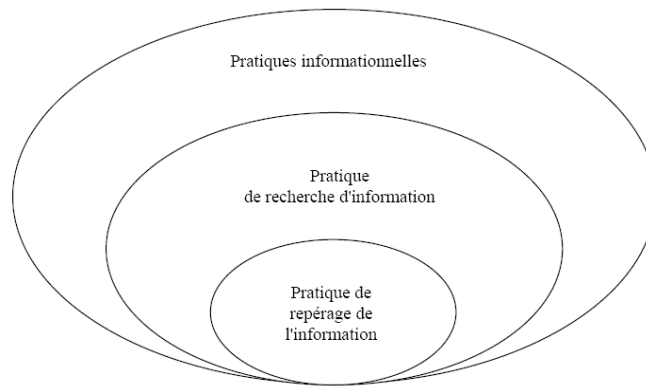 Pratiques informationnelles
Pratique
de recherche d'information
Pratique de
repérage de
l'information